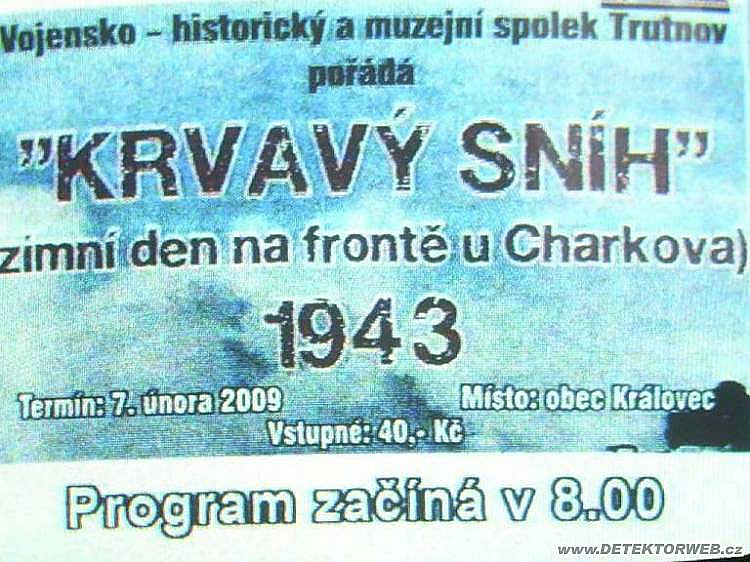 Vojensko - historický a muzejní spolek Trutnov
pořádá
"KRVAVÝ SNÍH"
zimní den na frontě u Charkova)
1943
Termín: 7. února 2009
Místo: obec Královec
Vstupné: 40,- Kč
Program začíná v 8.00
www.DETEKTORWEB.cz